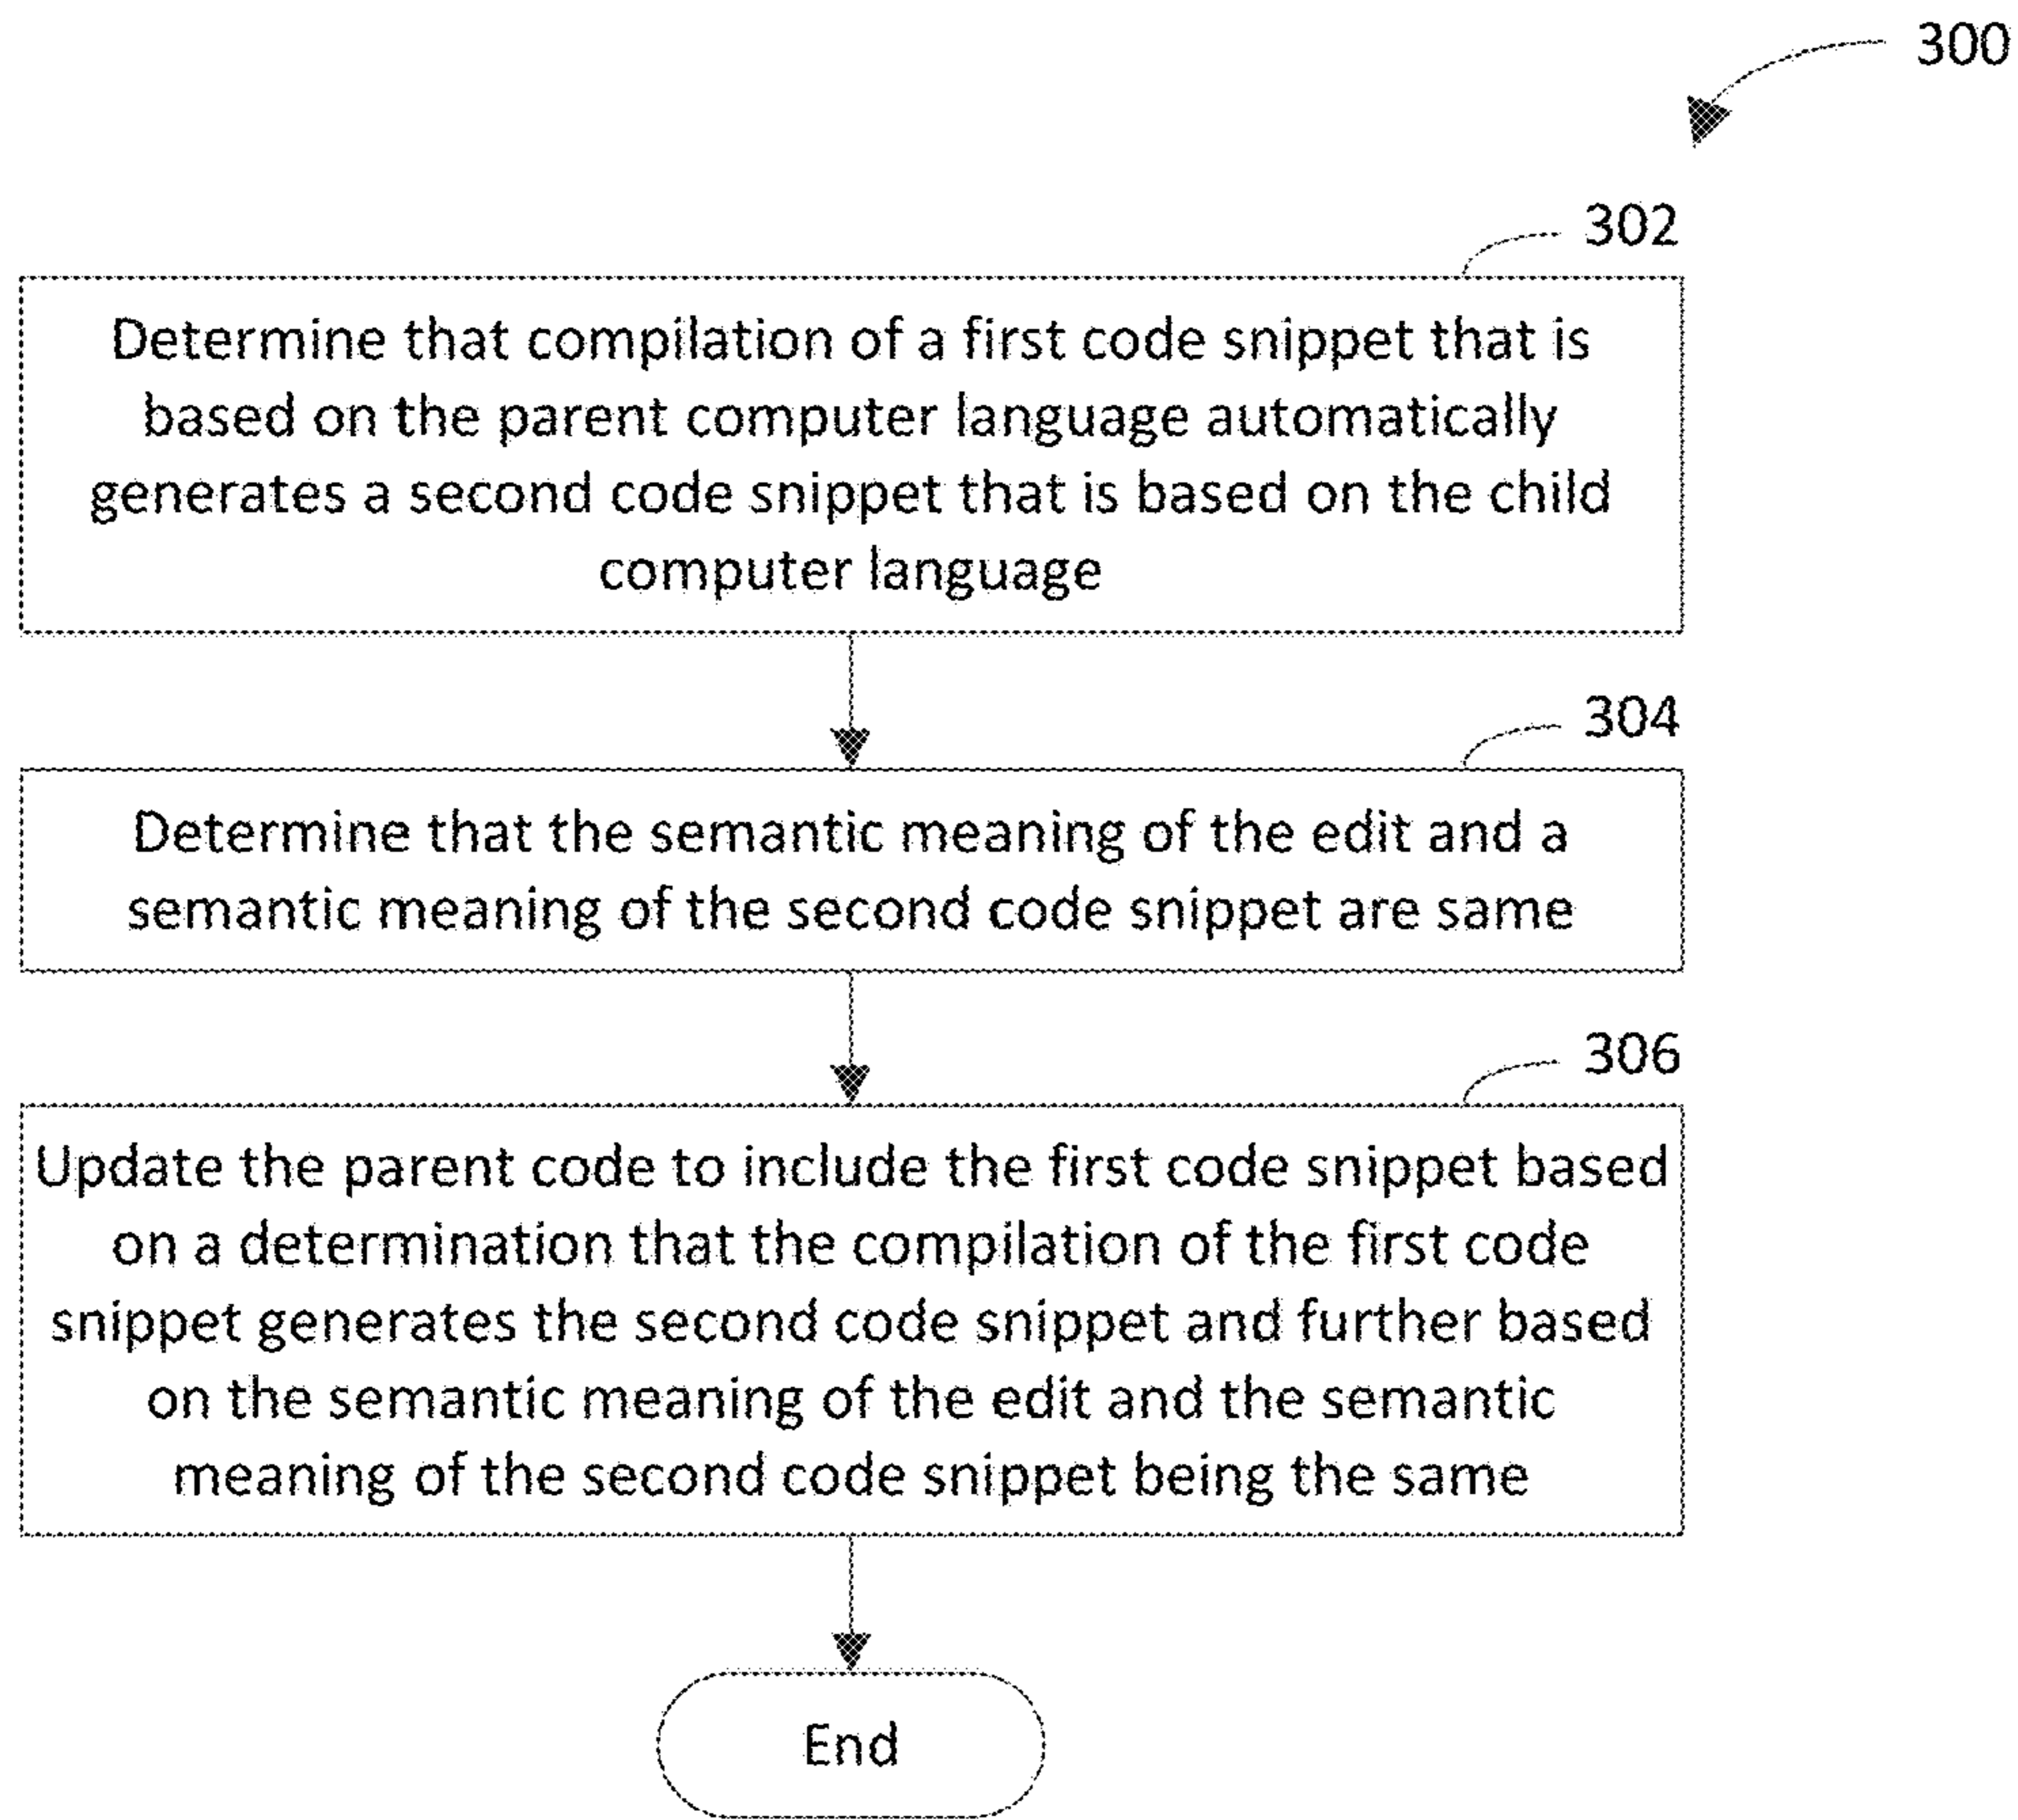 300
302
Determine that compilation of a first code snippet that is
based on the parent computer language automatically
generates a second code snippet that is based on the child
computer language
304
Determine that the semantic meaning of the edit and a
semantic meaning of the second code snippet are same
306
Update the parent code to include the first code snippet based
on a determination that the compilation of the first code
snippet generates the second code snippet and further based
on the semantic meaning of the edit and the semantic
meaning of the second code snippet being the same
End